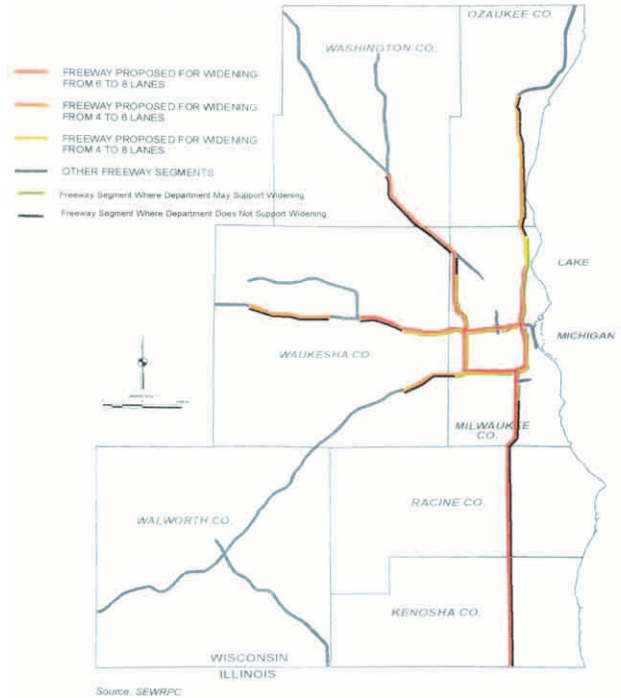 OZAUKEE CO.
WASHINGTON CO.
FREEWAY PROPOSED FOR WIDENING
FROM 6 TO 8 LANES
FREEWAY PROPOSED FOR WIDENING
FROM 4 TO 6 LANES
FREEWAY PROPOSED FOR WIDENING
FROM 4 TO 8 LANES
OTHER FREEWAY SEGMENTS
Freeway Segment Where Department May Support Widening
Freeway Segment Where Department Does Not Support Widening
LAKE
MICHIGAN
WAUKESHA CO.
MILWAUKEE
CO.
RACINE CO.
WALWORTH CO.
KENOSHA CO.
WISCONSIN
ILLINOIS
Source. SEWRPC